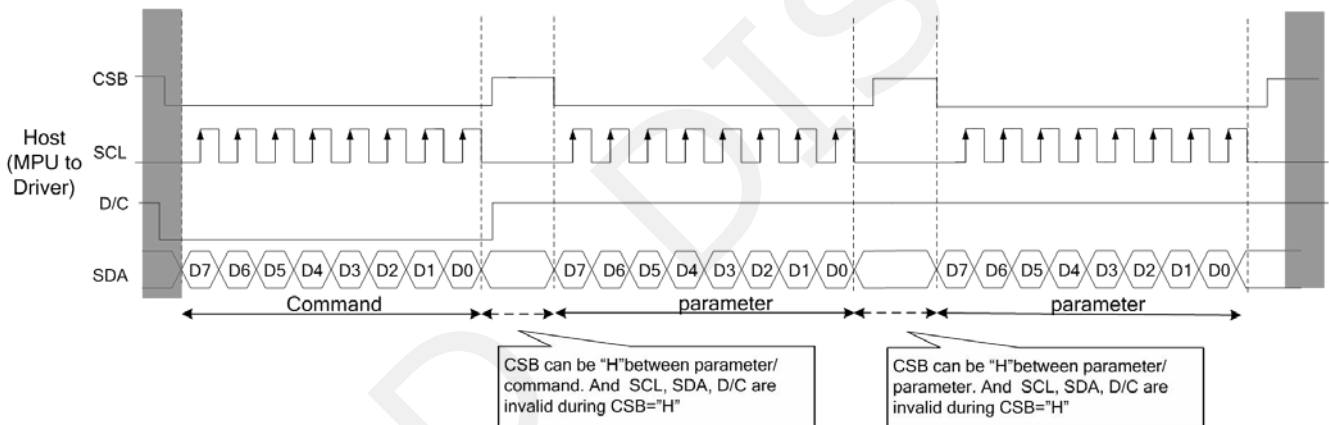 CSB
Host
(MPU to
Driver)
SCL
D/C
SDA
D7 D6 D5 D4 D3 D2 D1 D0
D7 D6 D5 D4 D3 D2 D1 D0
D7 D6 D5 D4 D3 D2 D1 D0
Command
parameter
parameter
CSB can be “H”between parameter/
command. And SCL, SDA, D/C are
invalid during CSB=”H”
CSB can be “H”between parameter/
parameter. And SCL, SDA, D/C are
invalid during CSB=”H”